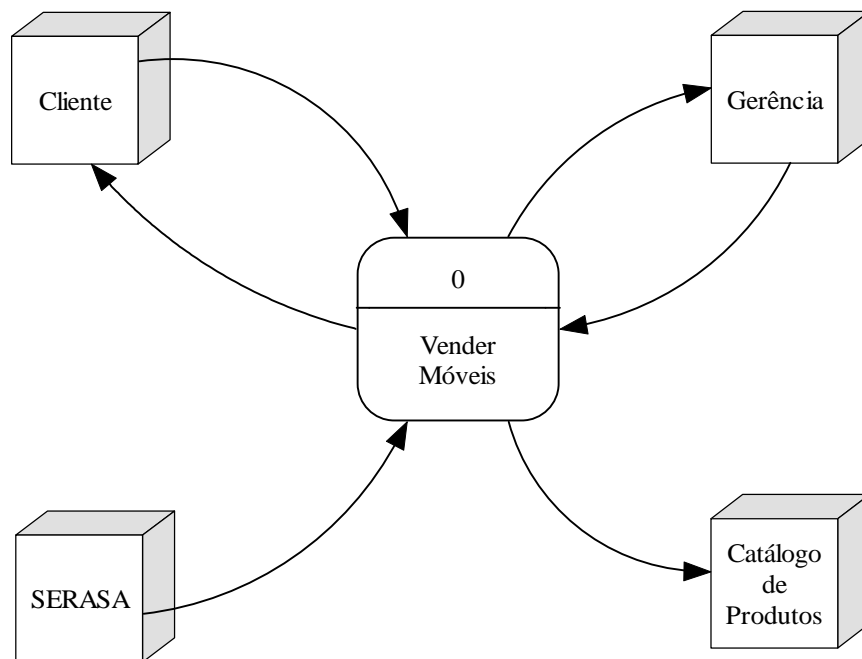 Cliente
Gerência
0
Vender
Móveis
SERASA
Catálogo
de
Produtos